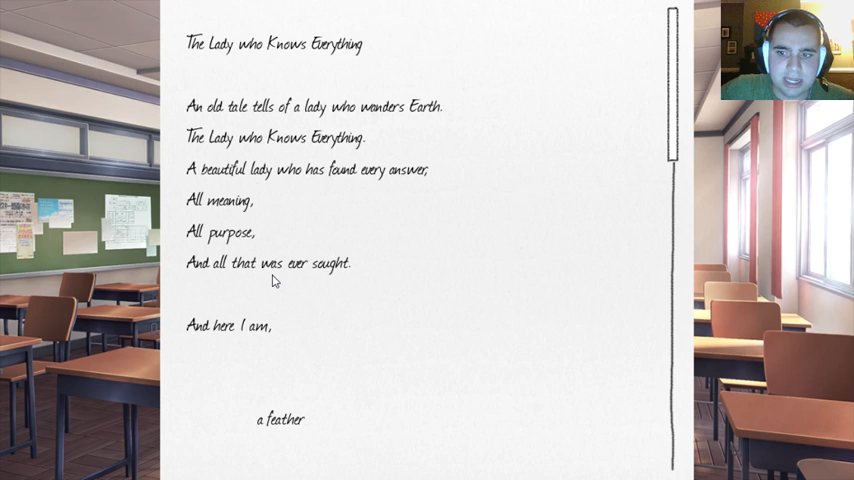 The Lady who Knows Everything
An old tale tells of a lady who wanders Earth.
The Lady who Knows Everything.
A beautiful lady who has found every answer,
All meaning,
All purpose,
And all that was ever sought.
And here I am,
a feather